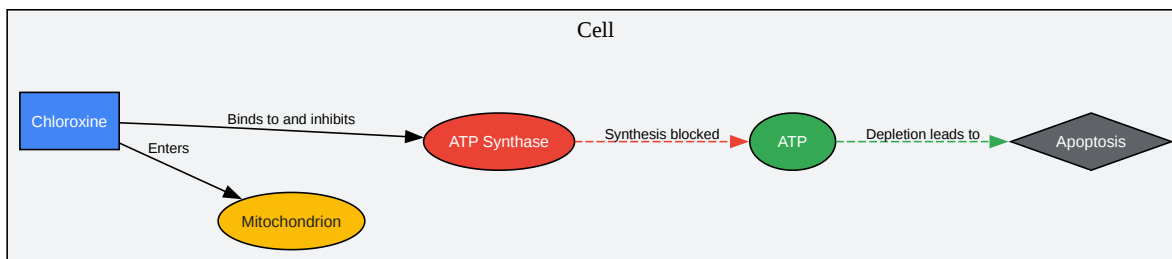 Cell
Chloroxine
Binds to and inhibits
Enters
ATP Synthase
Synthesis blocked
ATP
Depletion leads to
Apoptosis
Mitochondrion